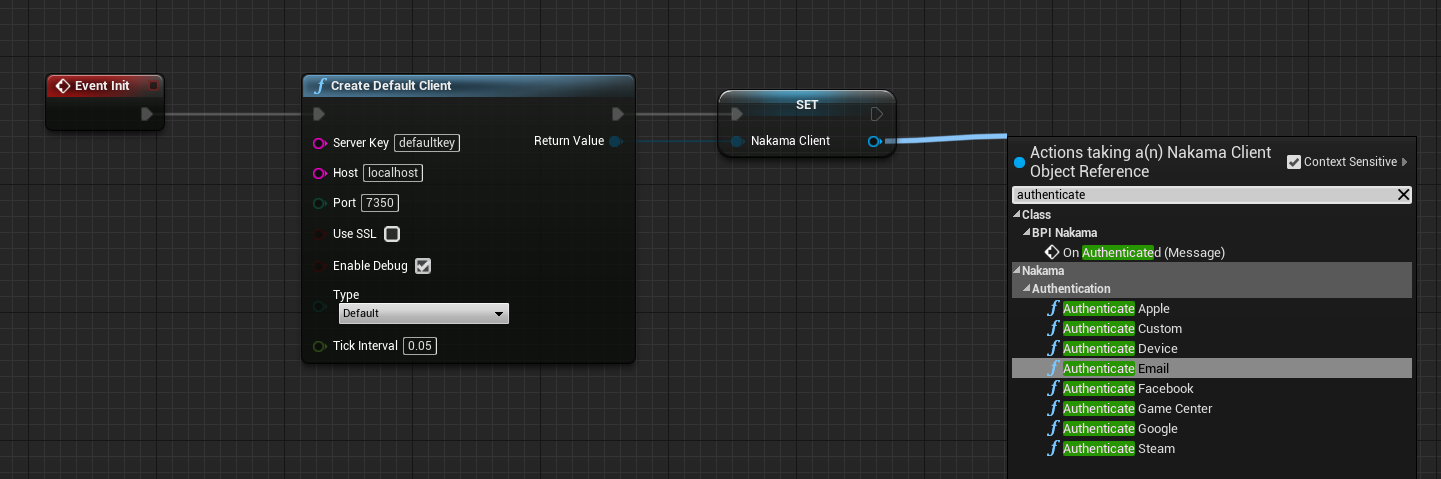 Event Init
f Create Default Client
Server Key defaultkey
Return Value
Host localhost
Port 7350
Use SSL
Enable Debug
Type
Default
Tick Interval 0.05
SET
Nakama Client
Actions taking a(n) Nakama Client
Object Reference
Context Sensitive
authenticate
Class
BPI Nakama
On Authenticated (Message)
Nakama
Authentication
f Authenticate Apple
f Authenticate Custom
f Authenticate Device
f Authenticate Email
f Authenticate Facebook
f Authenticate Game Center
f Authenticate Google
f Authenticate Steam